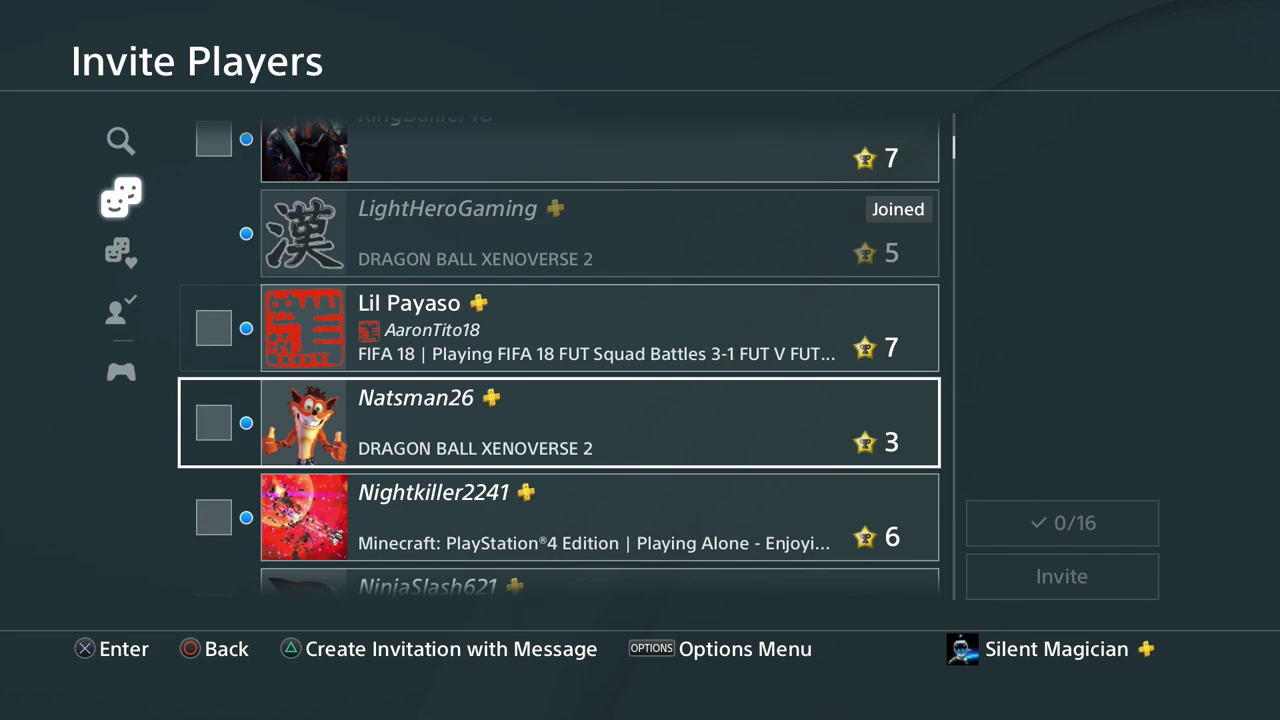 Invite Players
KingBaller48
7
LightHeroGaming
Joined
DRAGON BALL XENOVERSE 2
5
漢
Lil Payaso
AaronTito18
FIFA 18 | Playing FIFA 18 FUT Squad Battles 3-1 FUT V FUT...
7
Natsman26
DRAGON BALL XENOVERSE 2
3
Nightkiller2241
Minecraft: PlayStation®4 Edition | Playing Alone - Enjoyi...
6
NinjaSlash621
0/16
Invite
Enter
Back
Create Invitation with Message
OPTIONS Options Menu
Silent Magician